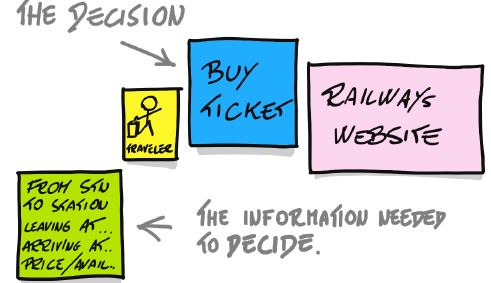 THE DECISION
BUY
TICKET
RAILWAYS
WEBSITE
TRAVELER
FROM STN
TO STATION
LEAVING AT...
ARRIVING AT..
PRICE/AVAIL..
THE INFORMATION NEEDED
TO DECIDE.